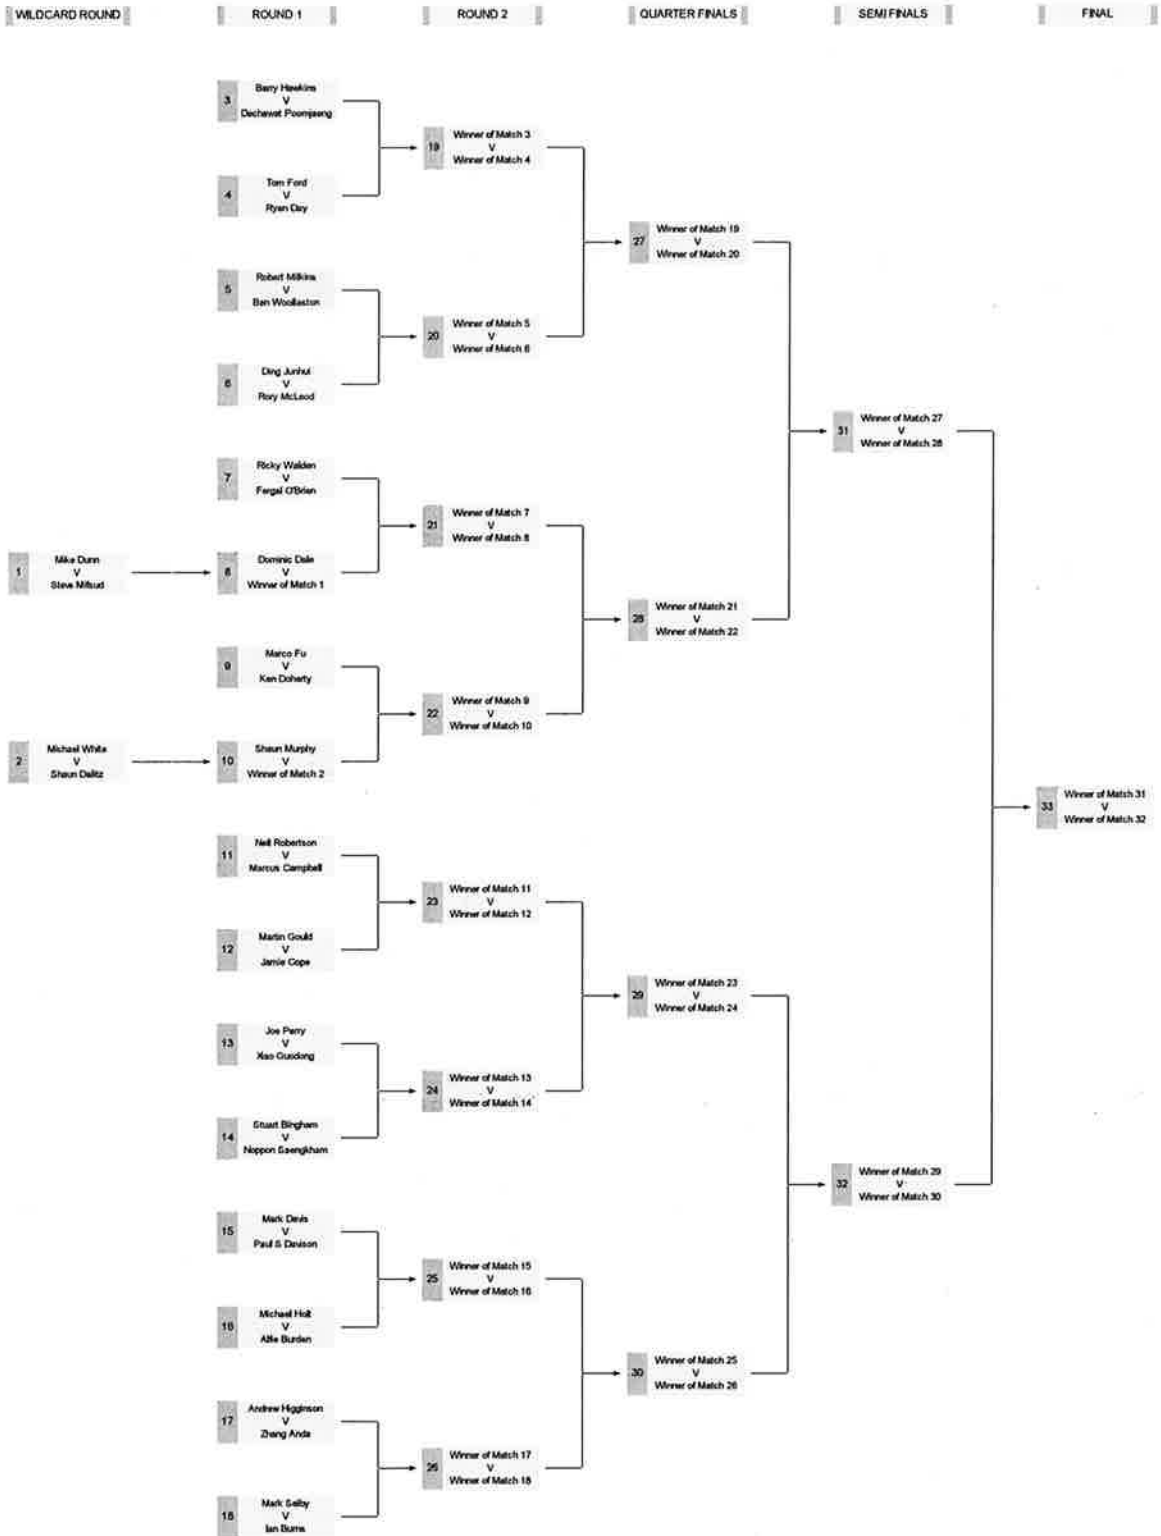 WILDCARD ROUND
ROUND 1
ROUND 2
QUARTER FINALS
SEMI FINALS
FINAL
1
Mike Dunn
V
Steve Mifsud
2
Michael White
V
Shaun Dalitz
3
Barry Hawkins
V
Dechawat Poomjaeng
4
Tom Ford
V
Ryan Day
5
Robert Milkins
V
Ben Woollaston
6
Ding Junhui
V
Rory McLeod
7
Ricky Walden
V
Fergal O'Brien
8
Dominic Dale
V
Winner of Match 1
9
Marco Fu
V
Ken Doherty
10
Shaun Murphy
V
Winner of Match 2
11
Neil Robertson
V
Marcus Campbell
12
Martin Gould
V
Jamie Cope
13
Joe Perry
V
Xiao Guodong
14
Stuart Bingham
V
Noppon Saengkham
15
Mark Davis
V
Paul S Davison
16
Michael Holt
V
Alfie Burden
17
Andrew Higginson
V
Zhang Anda
18
Mark Selby
V
Ian Burns
19
Winner of Match 3
V
Winner of Match 4
20
Winner of Match 5
V
Winner of Match 6
21
Winner of Match 7
V
Winner of Match 8
22
Winner of Match 9
V
Winner of Match 10
23
Winner of Match 11
V
Winner of Match 12
24
Winner of Match 13
V
Winner of Match 14
25
Winner of Match 15
V
Winner of Match 16
26
Winner of Match 17
V
Winner of Match 18
27
Winner of Match 19
V
Winner of Match 20
28
Winner of Match 21
V
Winner of Match 22
29
Winner of Match 23
V
Winner of Match 24
30
Winner of Match 25
V
Winner of Match 26
31
Winner of Match 27
V
Winner of Match 28
32
Winner of Match 29
V
Winner of Match 30
33
Winner of Match 31
V
Winner of Match 32